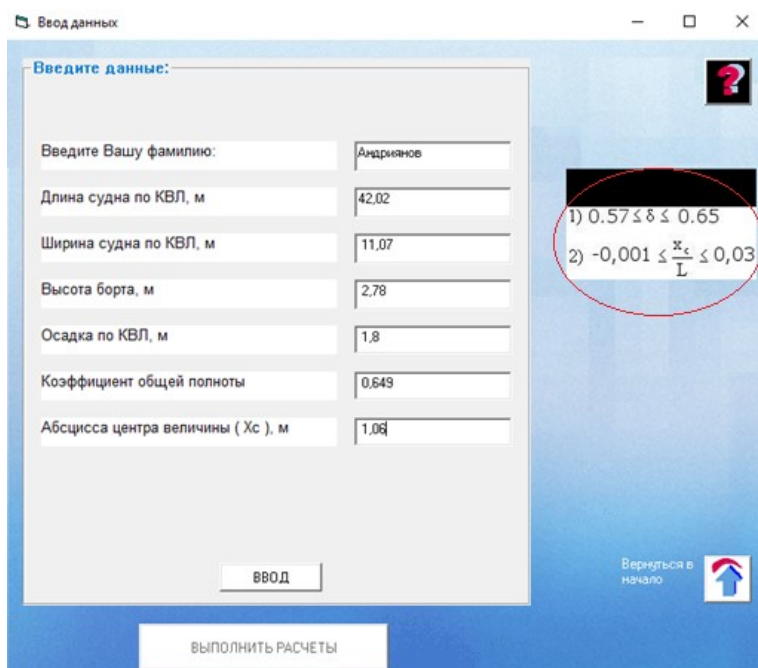 Ввод данных
Введите данные:
Введите Вашу фамилию:
Андриянов
Длина судна по КВЛ, м
42,02
Ширина судна по КВЛ, м
11,07
Высота борта, м
2,78
Осадка по КВЛ, м
1,8
Коэффициент общей полноты
0,649
Абсцисса центра величины ( Xc ), м
1,06
ВВОД
ВЫПОЛНИТЬ РАСЧЕТЫ
?
1) 0.57 ≤ δ ≤ 0.65
2) -0,001 ≤ x_c/L ≤ 0,03
Вернуться в
начало